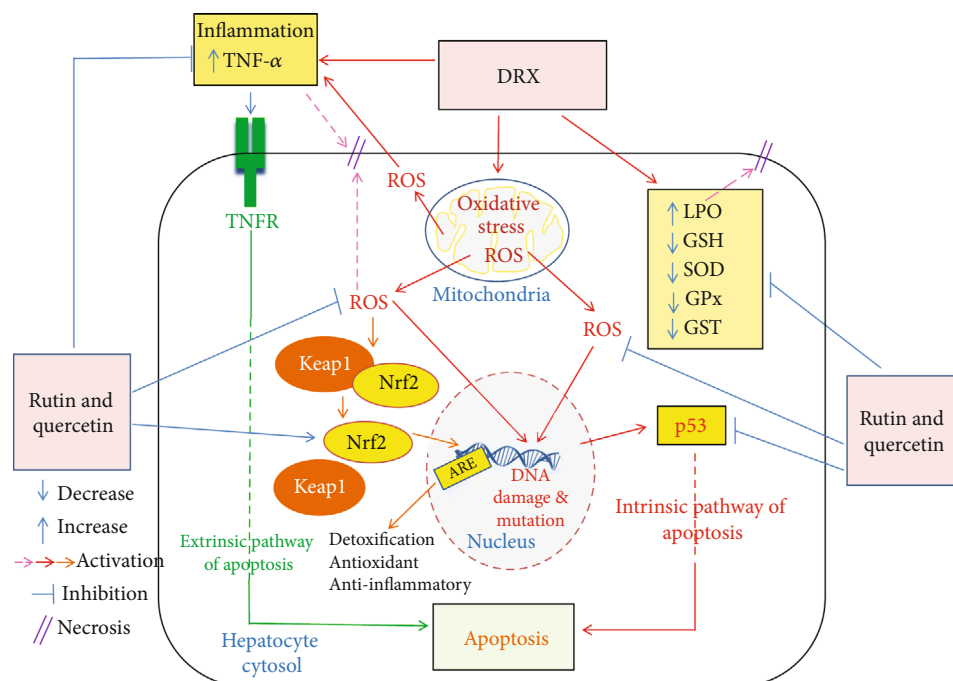 Inflammation
↑ TNF-α
DRX
TNFR
ROS
Oxidative
stress
ROS
Mitochondria
↑ LPO
↓ GSH
↓ SOD
↓ GPx
↓ GST
ROS
ROS
Keap1
Nrf2
Rutin and
quercetin
Nrf2
Keap1
ARE
DNA
damage &
mutation
Nucleus
p53
Rutin and
quercetin
Decrease
Increase
Activation
Inhibition
Necrosis
Extrinsic pathway
of apoptosis
Detoxification
Antioxidant
Anti-inflammatory
Intrinsic pathway of
apoptosis
Hepatocyte
cytosol
Apoptosis